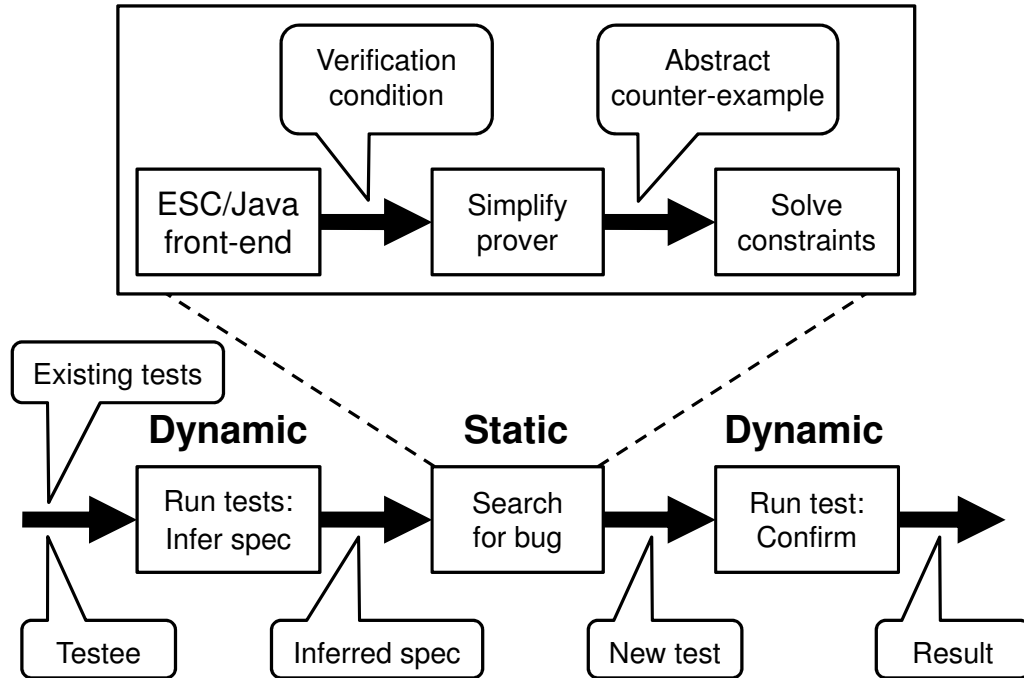 Verification
condition
Abstract
counter-example
ESC/Java
front-end
Simplify
prover
Solve
constraints
Existing tests
Dynamic
Static
Dynamic
Run tests:
Infer spec
Search
for bug
Run test:
Confirm
Testee
Inferred spec
New test
Result